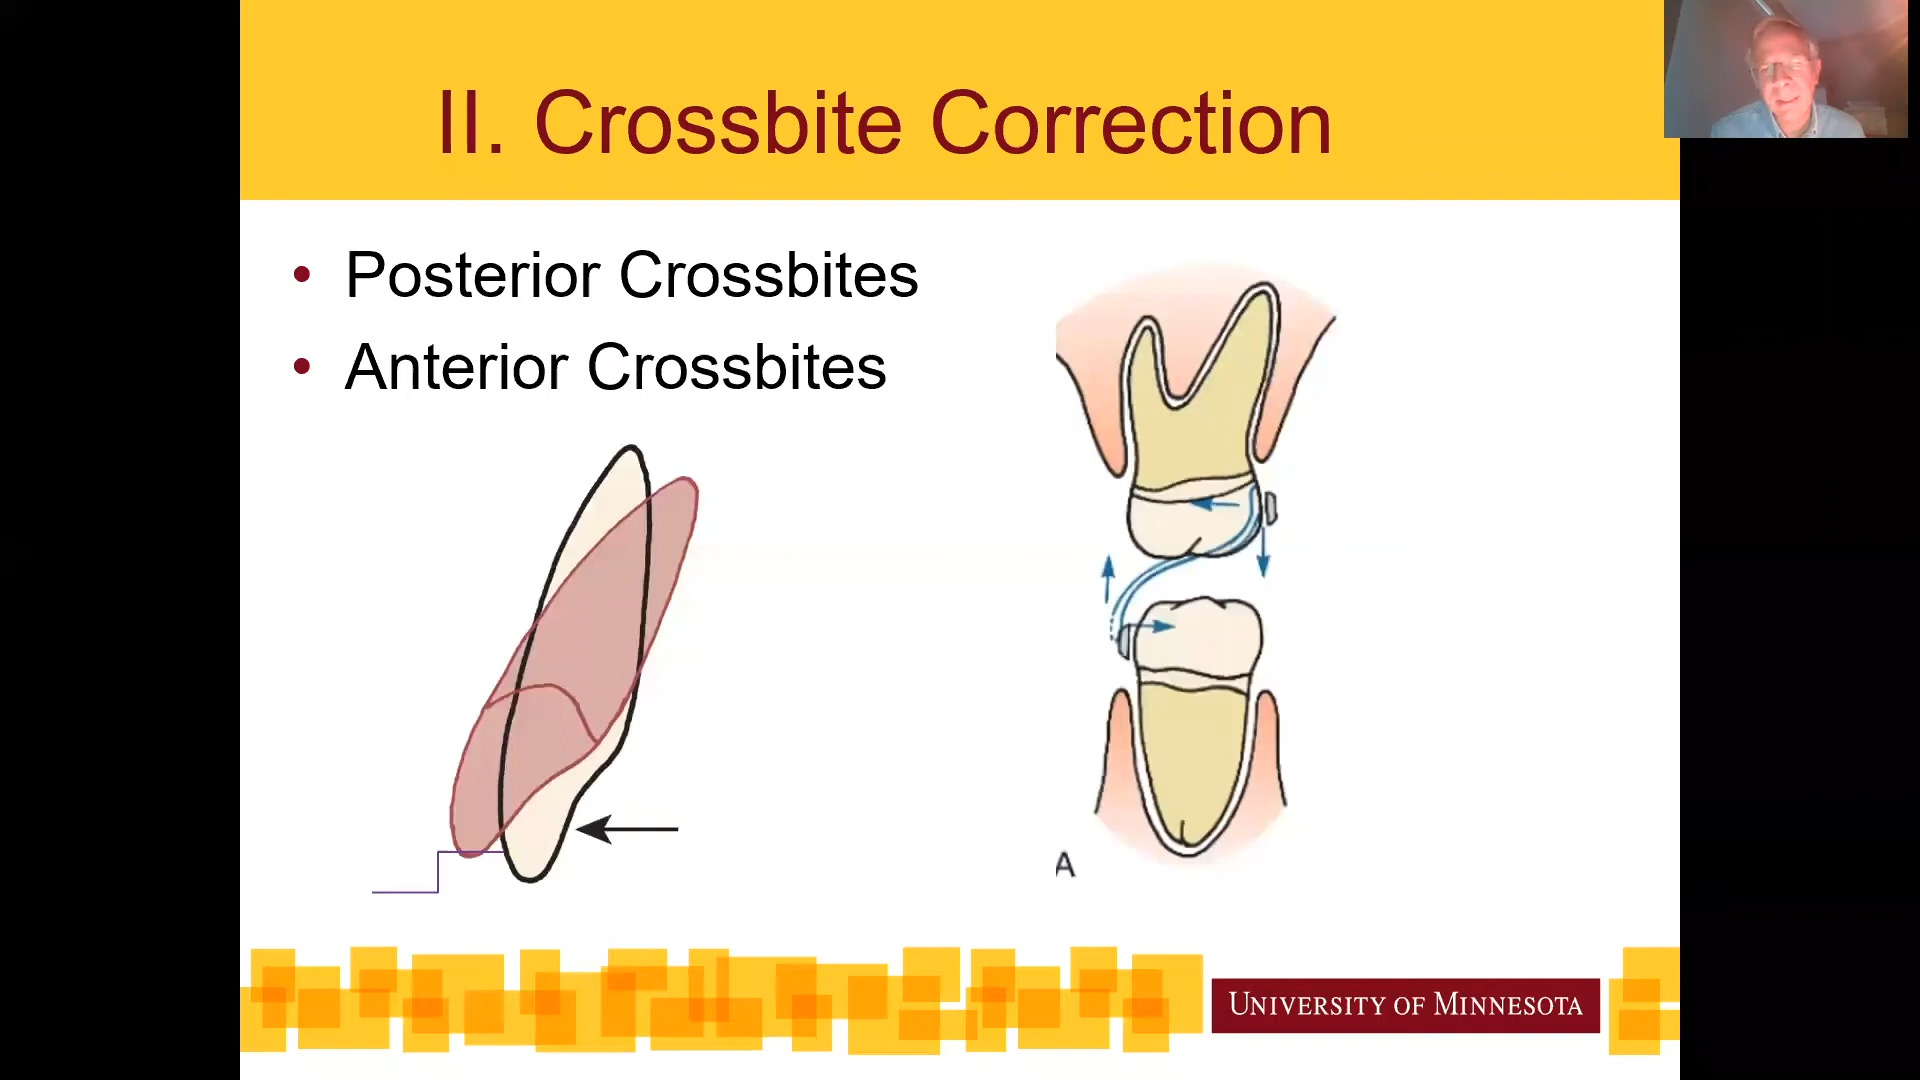 II. Crossbite Correction
• Posterior Crossbites
• Anterior Crossbites
A
UNIVERSITY OF MINNESOTA